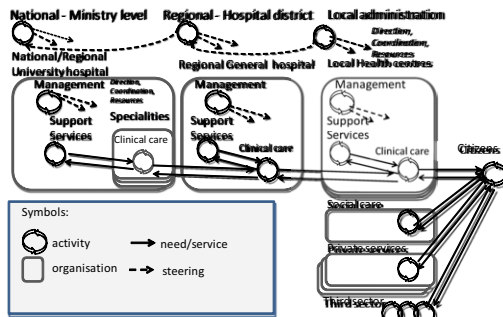 National - Ministry level
Regional - Hospital district
Local administration
Direction,
Coordination,
Resources
National/Regional
University hospital
Regional General hospital
Local Health centres
Management
Direction,
Coordination,
Resources
Management
Management
Support
Services
Specialities
Clinical care
Support
Services
Clinical care
Support
Services
Clinical care
Citizens
Social care
Private services
Third sector
Third sector
Symbols:
activity
need/service
organisation
steering